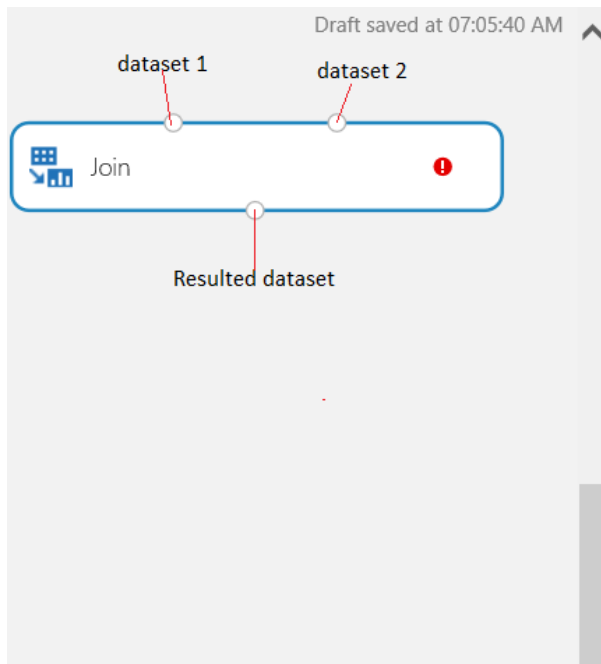 Draft saved at 07:05:40 AM
dataset 1
dataset 2
Join
Resulted dataset